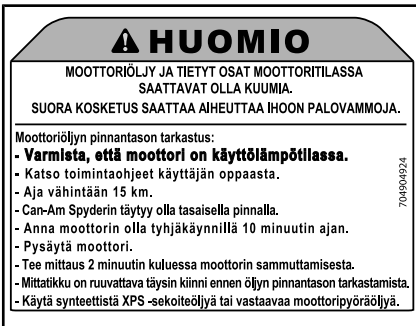 HUOMIO
MOOTTORIÖLJY JA TIETYT OSAT MOOTTORITILASSA
SAATTAVAT OLLA KUUMIA.
SUORA KOSKETUS SAATTAA AIHEUTTAA IHOON PALOVAMMOJA.
Moottoriöljyn pinnantason tarkastus:
- Varmista, että moottori on käyttölämpötilassa.
- Katso toimintaohjeet käyttäjän oppaasta.
- Aja vähintään 15 km.
- Can-Am Spyderin täytyy olla tasaisella pinnalla.
- Anna moottorin olla tyhjäkäynnillä 10 minuutin ajan.
- Pysäytä moottori.
- Tee mittaus 2 minuutin kuluessa moottorin sammuttamisesta.
- Mittatikku on ruuvattava täysin kiinni ennen öljyn pinnantason tarkastamista.
- Käytä synteettistä XPS -sekoiteöljyä tai vastaavaa moottoripyöräöljyä.
704904924